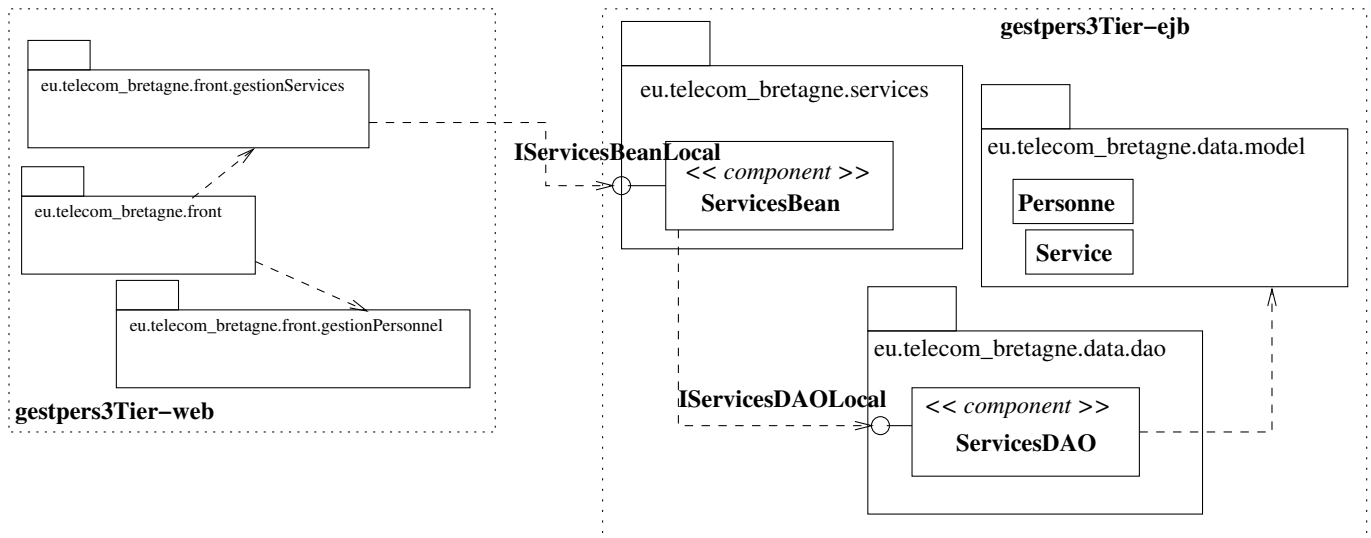 eu.telecom_bretagne.front.gestionServices
eu.telecom_bretagne.front
eu.telecom_bretagne.front.gestionPersonnel
gestpers3Tier−web
gestpers3Tier−ejb
eu.telecom_bretagne.services
IServicesBeanLocal
<< component >>
ServicesBean
eu.telecom_bretagne.data.model
Personne
Service
eu.telecom_bretagne.data.dao
IServicesDAOLocal
<< component >>
ServicesDAO